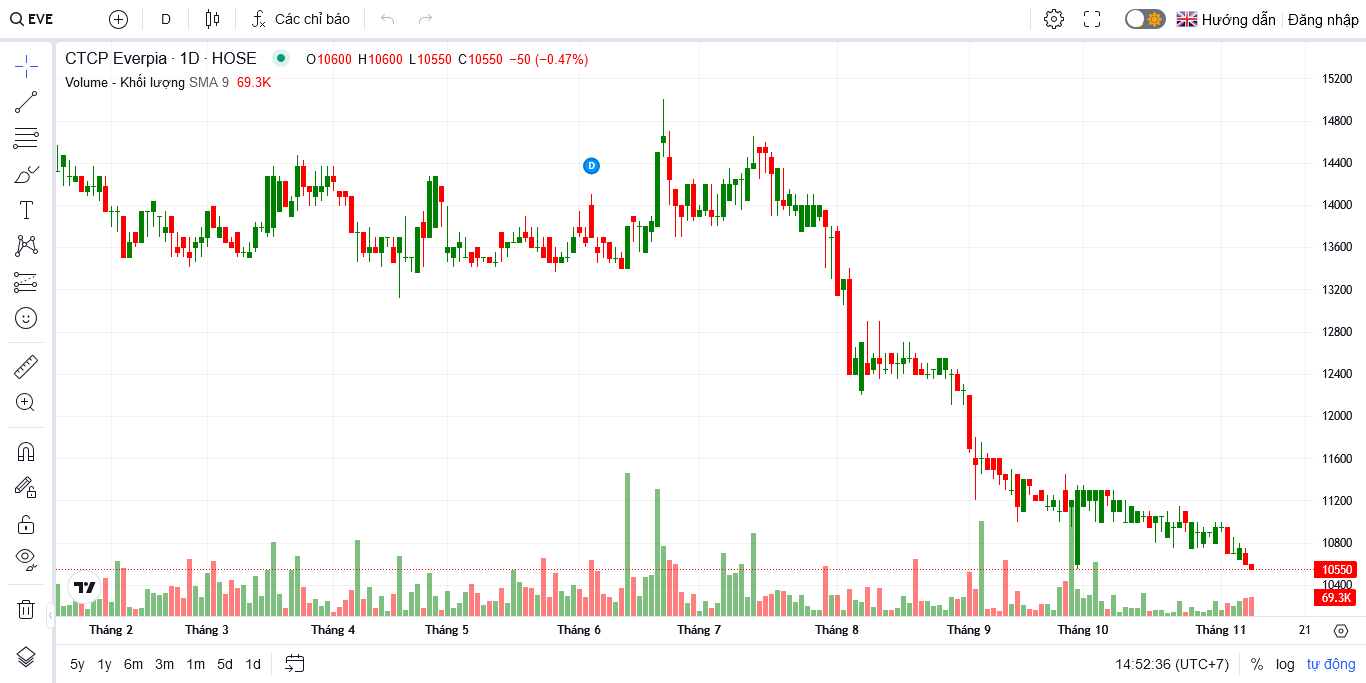 EVE D Các chỉ báo Hướng dẫn Đăng nhập
CTCP Everpia · 1D · HOSE O10600 H10600 L10550 C10550 −50 (−0.47%)
Volume - Khối lượng SMA 9 69.3K
D
15200
14800
14400
14000
13600
13200
12800
12400
12000
11600
11200
10800
10550
10400
69.3K
Tháng 2 Tháng 3 Tháng 4 Tháng 5 Tháng 6 Tháng 7 Tháng 8 Tháng 9 Tháng 10 Tháng 11 21
5y 1y 6m 3m 1m 5d 1d 14:52:36 (UTC+7) % log tự động